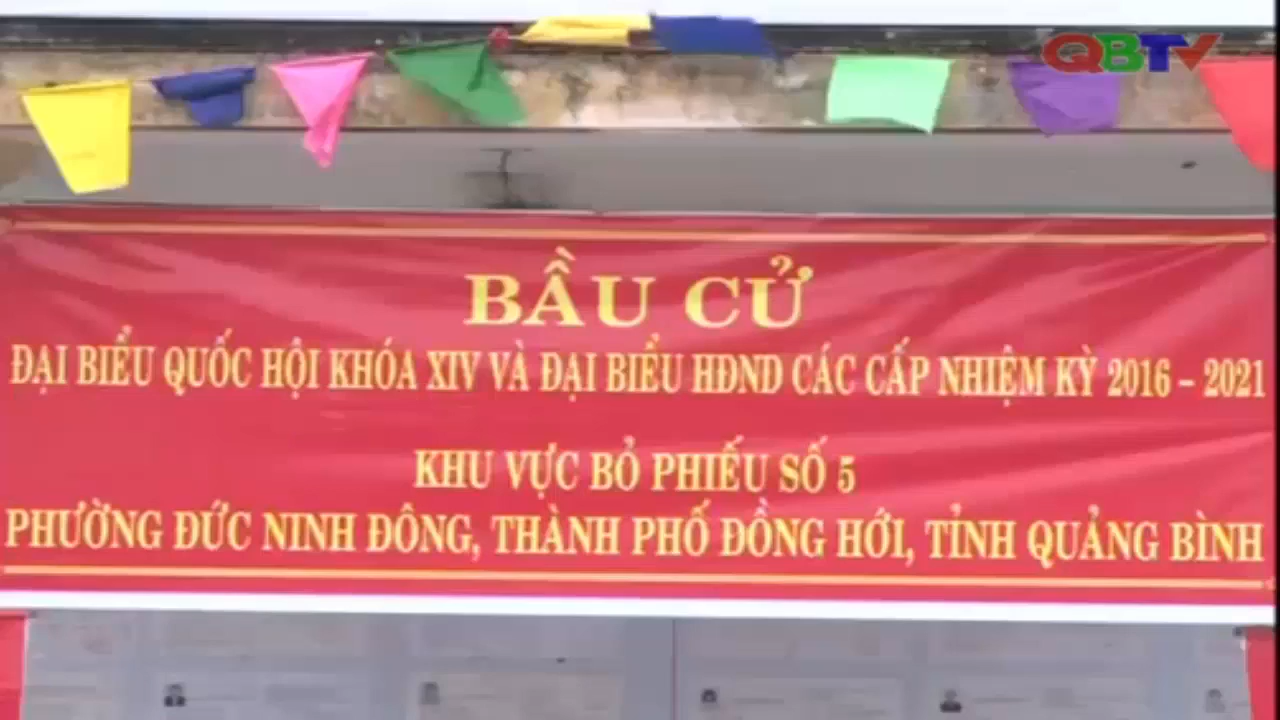 QBTV
BẦU CỬ
ĐẠI BIỂU QUỐC HỘI KHÓA XIV VÀ ĐẠI BIỂU HĐND CÁC CẤP NHIỆM KỲ 2016 – 2021
KHU VỰC BỎ PHIẾU SỐ 5
PHƯỜNG ĐỨC NINH ĐÔNG, THÀNH PHỐ ĐỒNG HỚI, TỈNH QUẢNG BÌNH